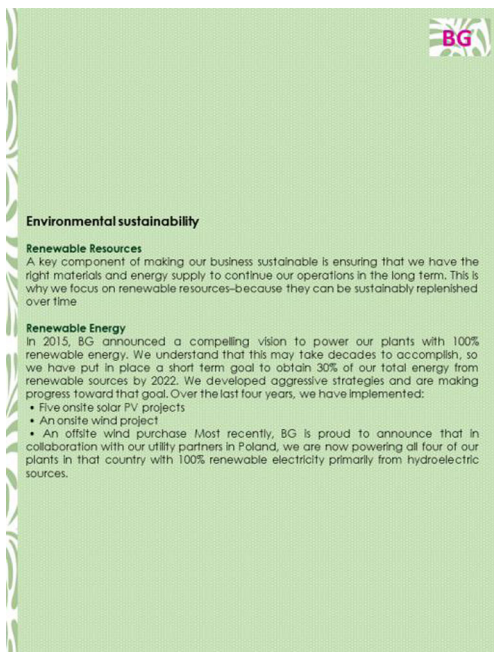 BG
Environmental sustainability
Renewable Resources
A key component of making our business sustainable is ensuring that we have the
right materials and energy supply to continue our operations in the long term. This is
why we focus on renewable resources–because they can be sustainably replenished
over time
Renewable Energy
In 2015, BG announced a compelling vision to power our plants with 100%
renewable energy. We understand that this may take decades to accomplish, so
we have put in place a short term goal to obtain 30% of our total energy from
renewable sources by 2022. We developed aggressive strategies and are making
progress toward that goal. Over the last four years, we have implemented:
• Five onsite solar PV projects
• An onsite wind project
• An offsite wind purchase Most recently, BG is proud to announce that in
collaboration with our utility partners in Poland, we are now powering all four of our
plants in that country with 100% renewable electricity primarily from hydroelectric
sources.